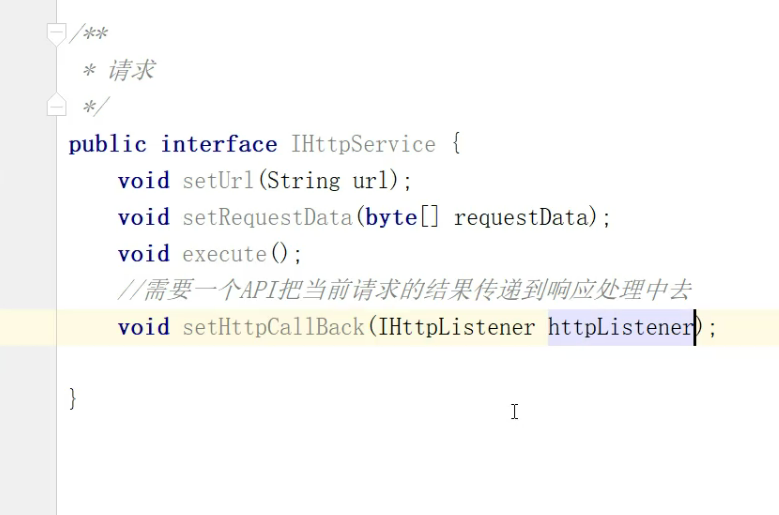 /**
 * 请求
 */
public interface IHttpService {
    void setUrl(String url);
    void setRequestData(byte[] requestData);
    void execute();
    //需要一个API把当前请求的结果传递到响应处理中去
    void setHttpCallBack(IHttpListener httpListener);
}